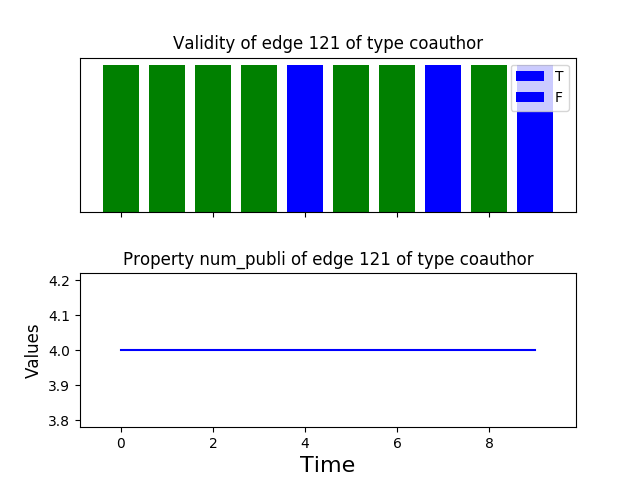 Validity of edge 121 of type coauthor
T
F
Property num_publi of edge 121 of type coauthor
Values
4.2
4.1
4.0
3.9
3.8
0 2 4 6 8
Time